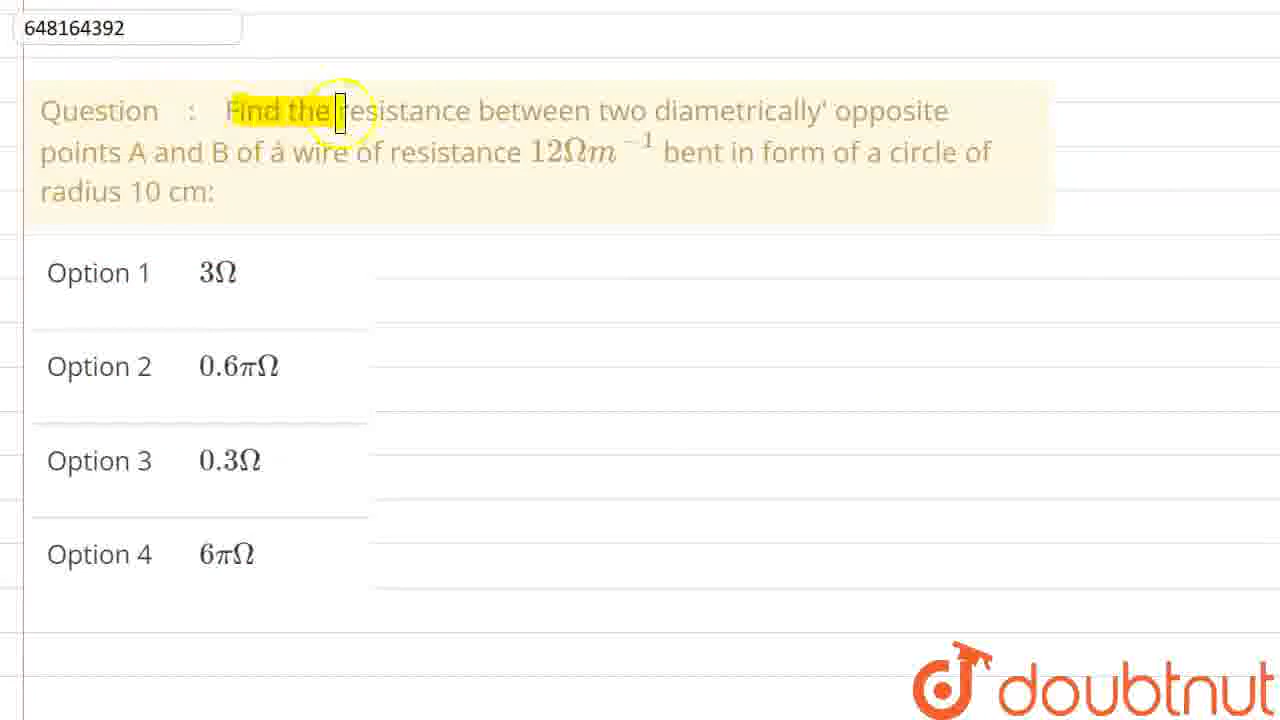 648164392
Question : Find the resistance between two diametrically' opposite
points A and B of a wire of resistance 12Ωm⁻¹ bent in form of a circle of
radius 10 cm:
Option 1 3Ω
Option 2 0.6πΩ
Option 3 0.3Ω
Option 4 6πΩ
doubtnut